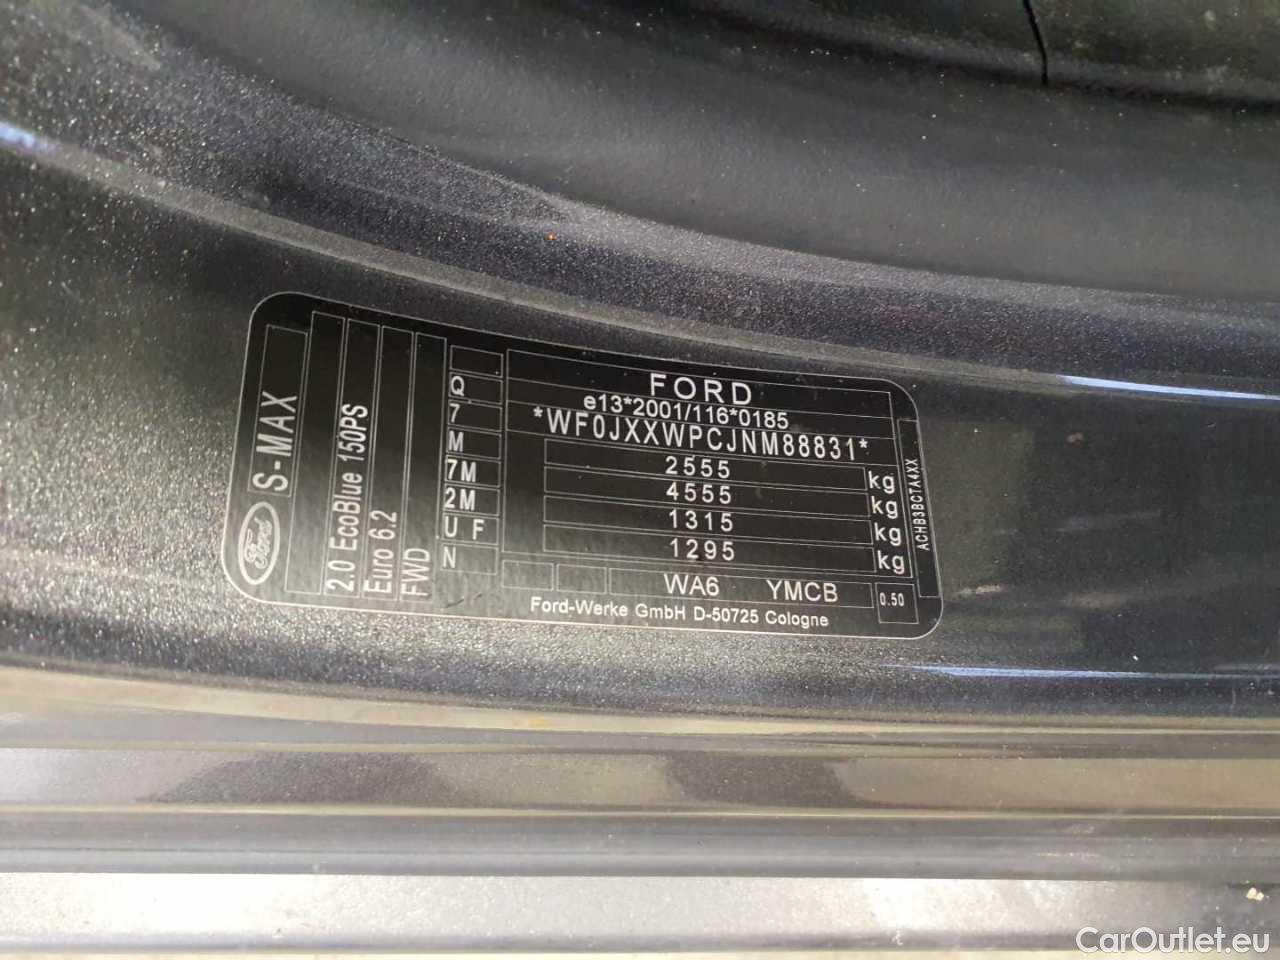 FORD
e13*2001/116*0185
*WF0JXXWPCJNM88831*
2555 kg
4555 kg
1315 kg
1295 kg
WA6 YMCB 0.50
Ford-Werke GmbH D-50725 Cologne
Q
7
M
7M
2M
U F
N
S-MAX
Ford
2.0 EcoBlue 150PS
Euro 6.2
FWD
ACHB3BCTA4XX
CarOutlet.eu